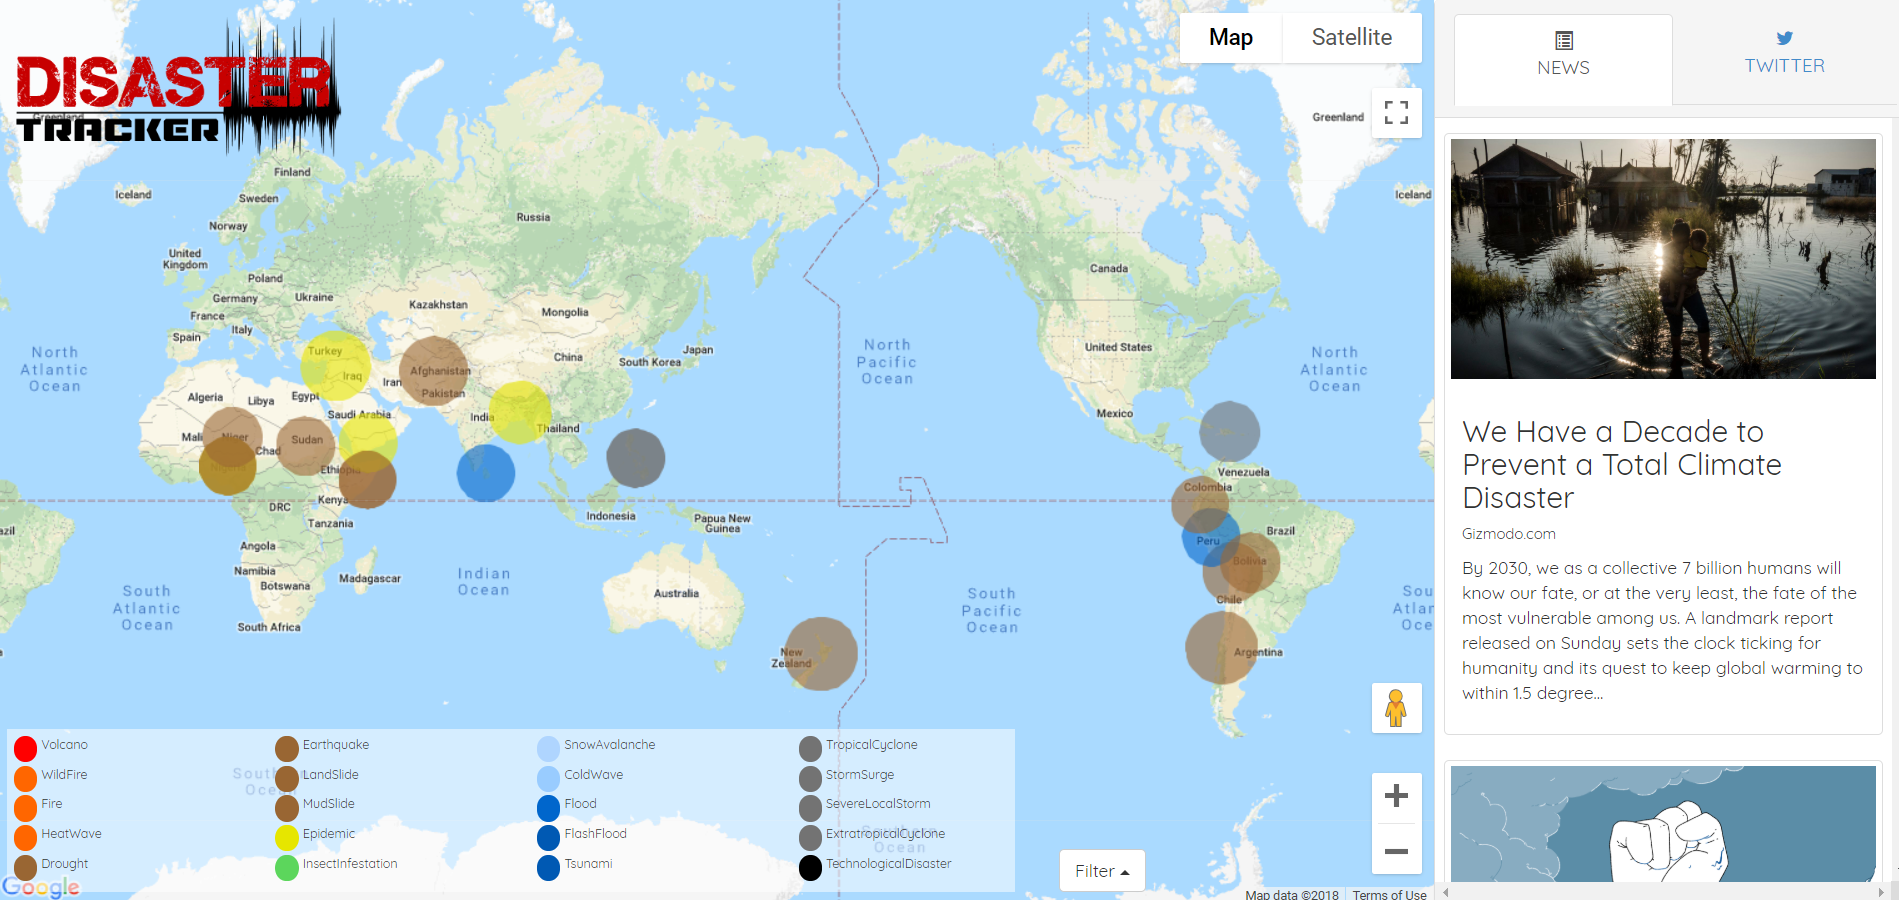 DISASTER
TRACKER
Map
Satellite
NEWS
TWITTER
Greenland
Greenland
Iceland
Iceland
Finland
Sweden
Norway
Russia
United
Kingdom
Poland
Germany
Ukraine
France
Italy
Spain
Kazakhstan
Mongolia
Canada
North
Atlantic
Ocean
Turkey
Iraq
Iran
Afghanistan
Pakistan
China
South Korea
Japan
North
Pacific
Ocean
United States
North
Atlantic
Ocean
Algeria
Libya
Egypt
Saudi Arabia
India
Thailand
Mexico
Mali
Niger
Chad
Sudan
Nigeria
Ethiopia
Kenya
DRC
Tanzania
Venezuela
Colombia
Indonesia
Papua New
Guinea
Peru
Brazil
azil
Bolivia
Angola
Namibia
Botswana
Madagascar
Indian
Ocean
Australia
South
Atlantic
Ocean
South
Pacific
Ocean
Chile
Sou
Atlan
Oce
South Africa
New
Zealand
Argentina
We Have a Decade to
Prevent a Total Climate
Disaster
Gizmodo.com
By 2030, we as a collective 7 billion humans will
know our fate, or at the very least, the fate of the
most vulnerable among us. A landmark report
released on Sunday sets the clock ticking for
humanity and its quest to keep global warming to
within 1.5 degree...
Volcano
Earthquake
SnowAvalanche
TropicalCyclone
WildFire
LandSlide
ColdWave
StormSurge
Fire
MudSlide
Flood
SevereLocalStorm
HeatWave
Epidemic
FlashFlood
ExtratropicalCyclone
Drought
InsectInfestation
Tsunami
TechnologicalDisaster
Southern
Ocean
Filter
Google
Map data ©2018
Terms of Use